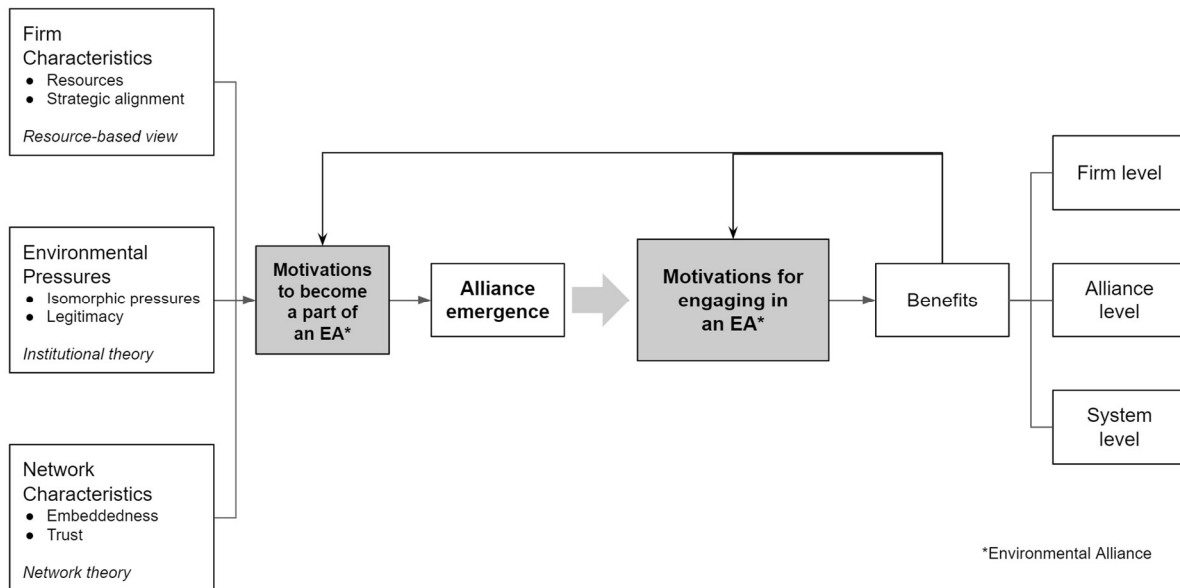 Firm
Characteristics
● Resources
● Strategic alignment
Resource-based view
Environmental
Pressures
● Isomorphic pressures
● Legitimacy
Institutional theory
Network
Characteristics
● Embeddedness
● Trust
Network theory
Motivations
to become
a part of
an EA*
Alliance
emergence
Motivations for
engaging in
an EA*
Benefits
Firm level
Alliance
level
System
level
*Environmental Alliance